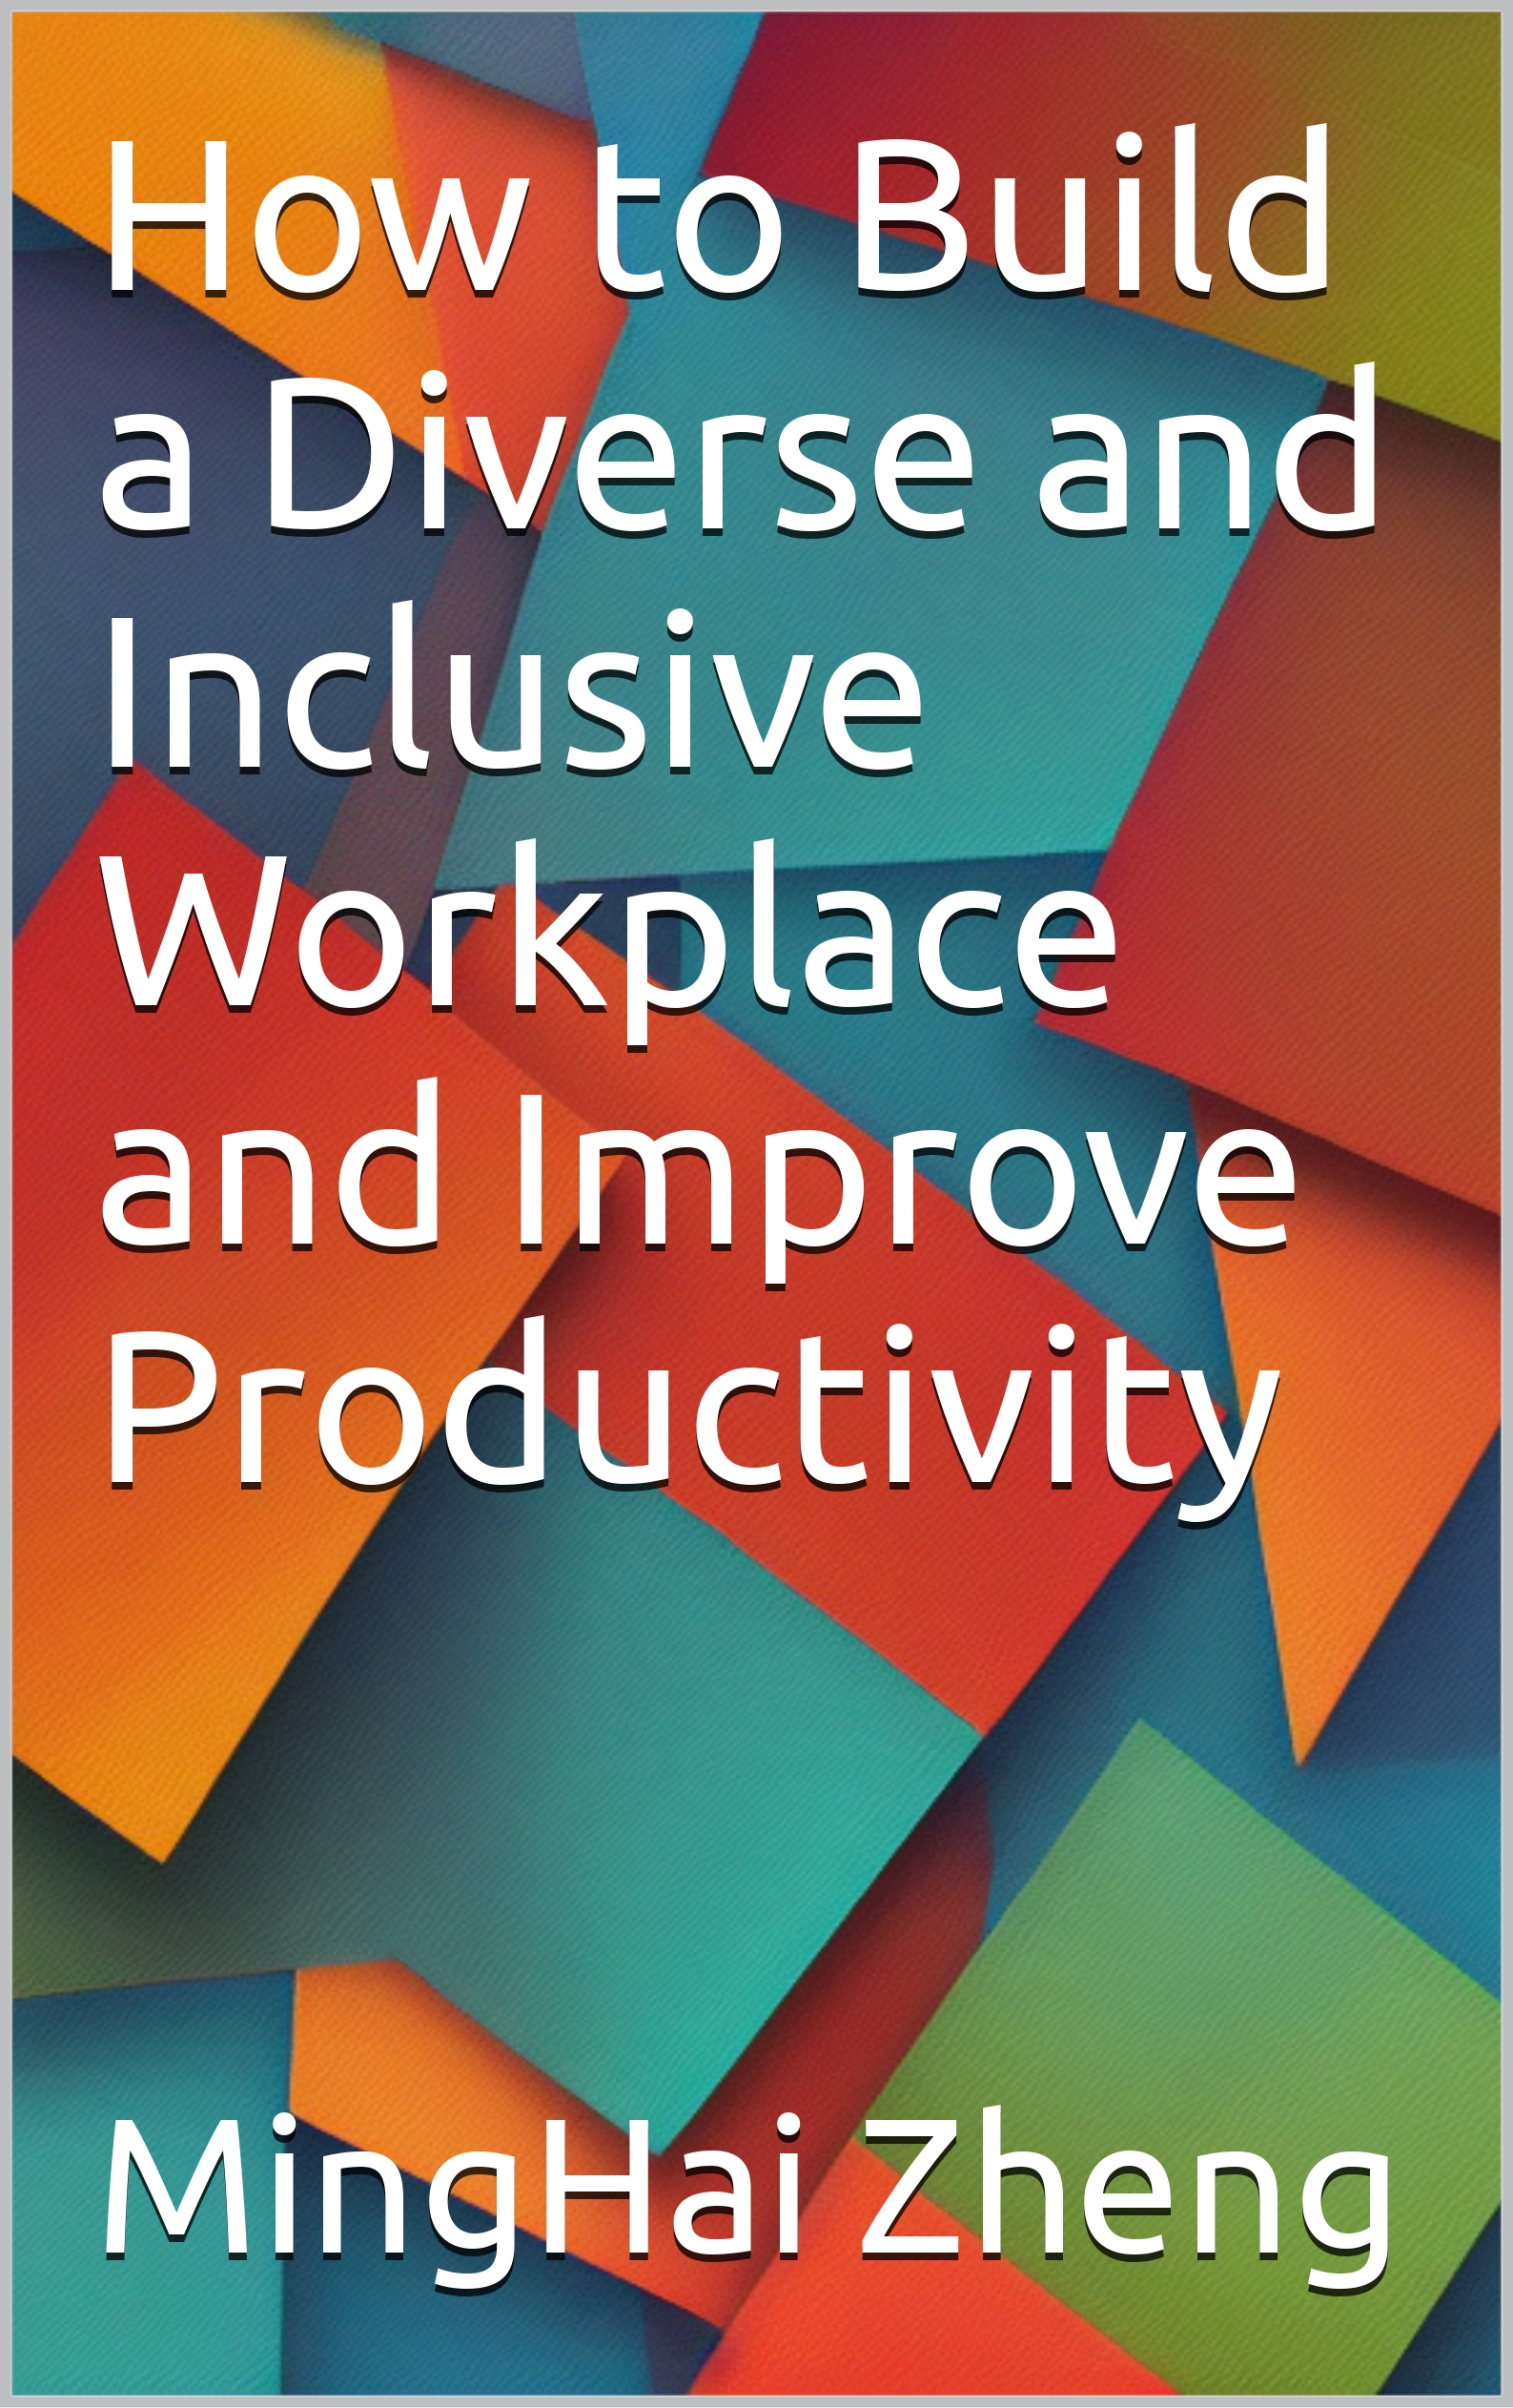 How to Build
a Diverse and
Inclusive
Workplace
and Improve
Productivity
MingHai Zheng